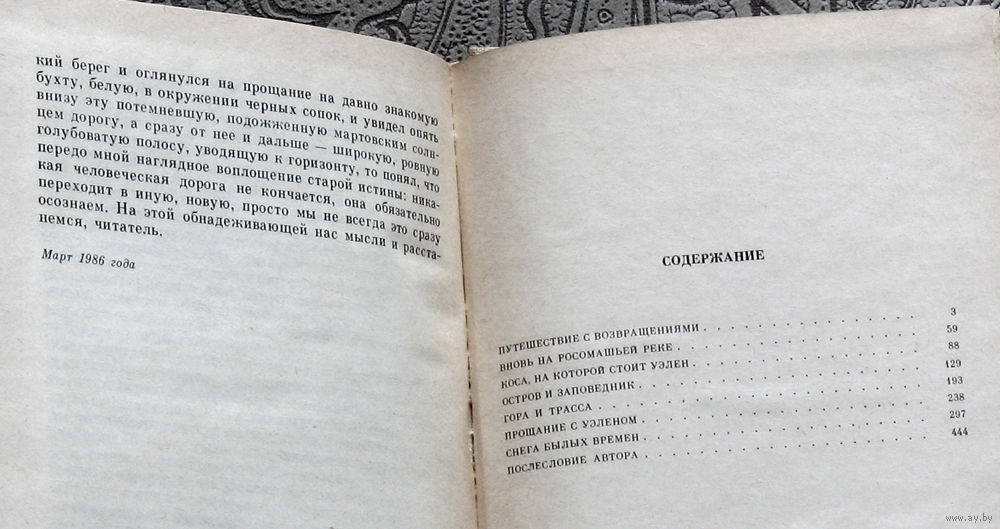 кий берег и оглянулся на прощание на давно знакомую
бухту, белую, в окружении черных сопок, и увидел опять
внизу эту потемневшую, подожженную мартовским солн-
цем дорогу, а сразу от нее и дальше — широкую, ровную
голубоватую полосу, уводящую к горизонту, то понял, что
передо мной наглядное воплощение старой истины: ника-
кая человеческая дорога не кончается, она обязательно
переходит в иную, новую, просто мы не всегда это сразу
осознаем. На этой обнадеживающей нас мысли и расста-
немся, читатель.
Март 1986 года
СОДЕРЖАНИЕ
ПУТЕШЕСТВИЕ С ВОЗВРАЩЕНИЯМИ . . . . . . . . . . 3
ВНОВЬ НА РОСОМАШЬЕЙ РЕКЕ . . . . . . . . . . 59
КОСА, НА КОТОРОЙ СТОИТ УЭЛЕН . . . . . . . . . . 88
ОСТРОВ И ЗАПОВЕДНИК . . . . . . . . . . 129
ГОРА И ТРАССА . . . . . . . . . . 193
ПРОЩАНИЕ С УЭЛЕНОМ . . . . . . . . . . 238
СНЕГА БЫЛЫХ ВРЕМЕН . . . . . . . . . . 297
ПОСЛЕСЛОВИЕ АВТОРА . . . . . . . . . . 444
© www.ay.by